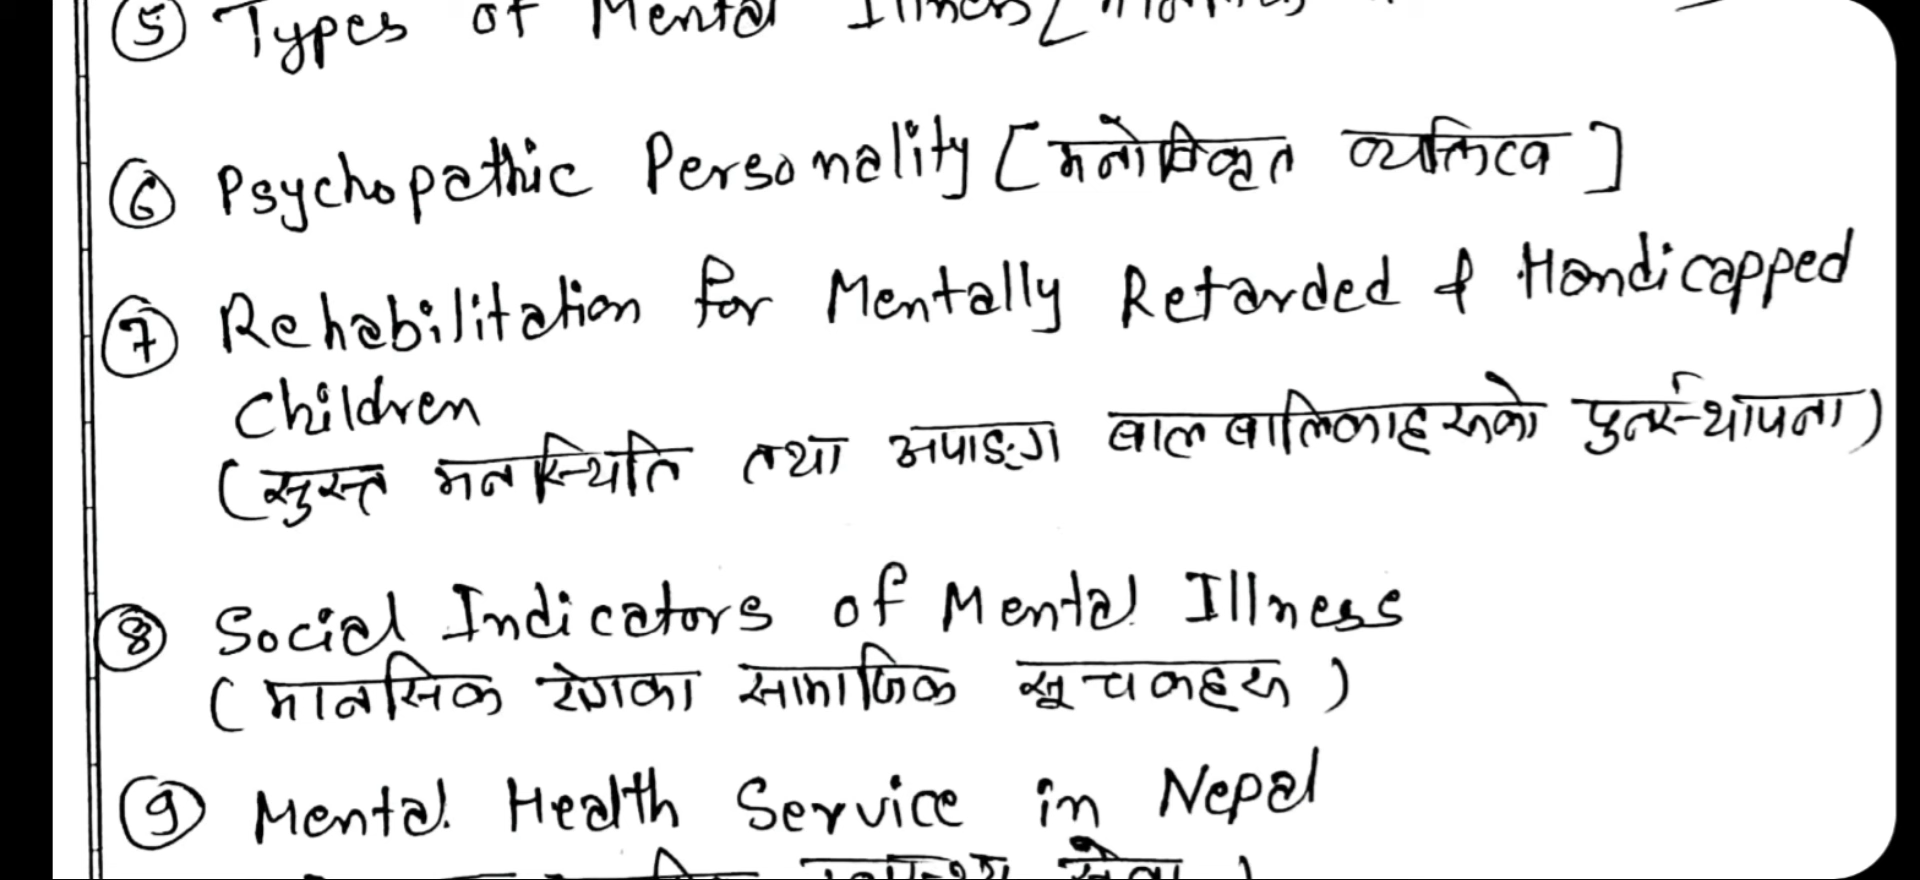 ⑤ Types of Mental Illness [
⑥ Psychopathic Personality [मनोविकृत व्यक्तित्व]
⑦ Rehabilitation for Mentally Retarded & Handicapped
Children
(सुस्त मनस्थिति तथा अपाङ्ग बालबालिकाहरूको पुर्नस्थापना)
⑧ Social Indicators of Mental Illness
(मानसिक रोगका सामाजिक सूचकहरू)
⑨ Mental Health Service in Nepal